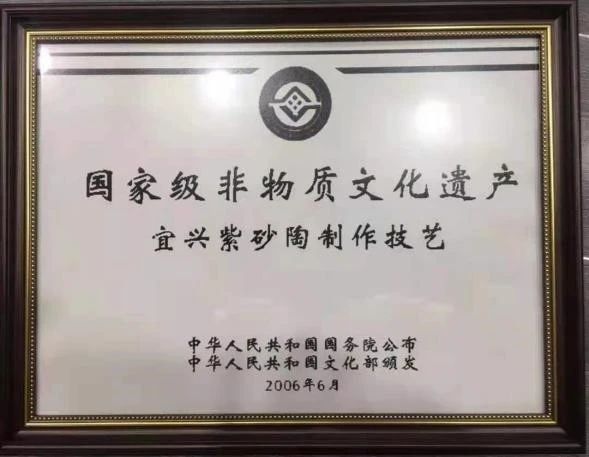 国家级非物质文化遗产
宜兴紫砂陶制作技艺
中华人民共和国国务院公布
中华人民共和国文化部颁发
2006年6月